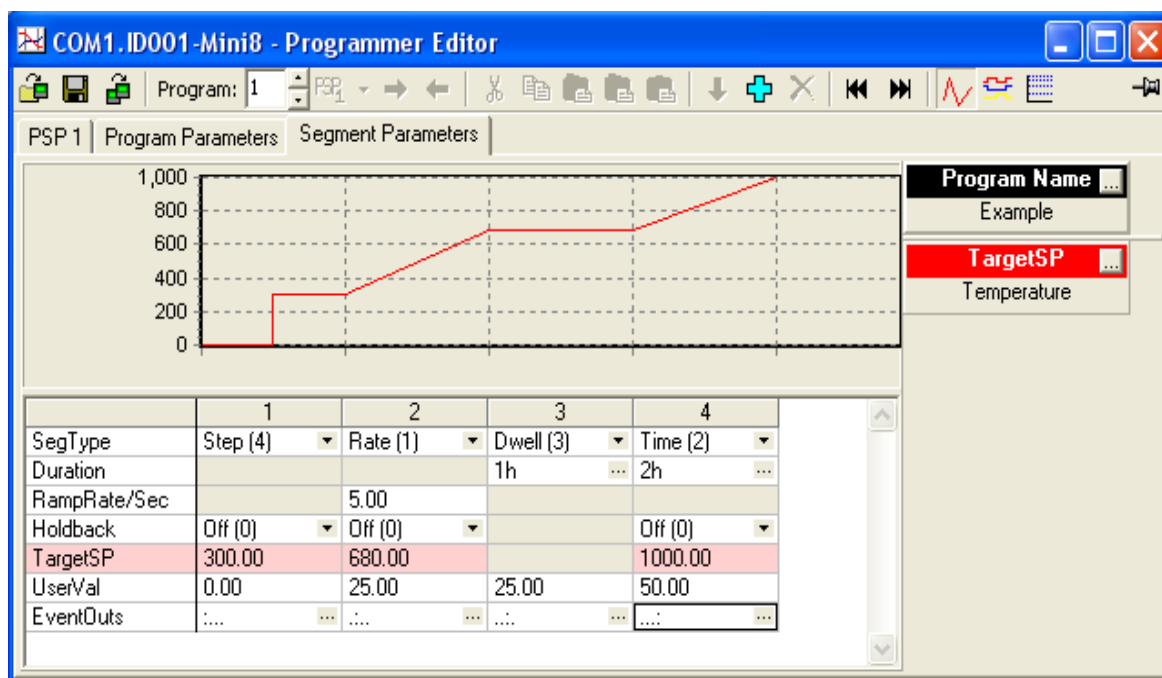 COM1.ID001-Mini8 - Programmer Editor
Program: 1 PSP1
PSP 1 Program Parameters Segment Parameters
1,000
800
600
400
200
0
Program Name ...
Example
TargetSP ...
Temperature
1 2 3 4
SegType Step (4) Rate (1) Dwell (3) Time (2)
Duration 1h ... 2h ...
RampRate/Sec 5.00
Holdback Off (0) Off (0) Off (0)
TargetSP 300.00 680.00 1000.00
UserVal 0.00 25.00 25.00 50.00
EventOuts :... ... .:.. ... ..:. ... ...: ...